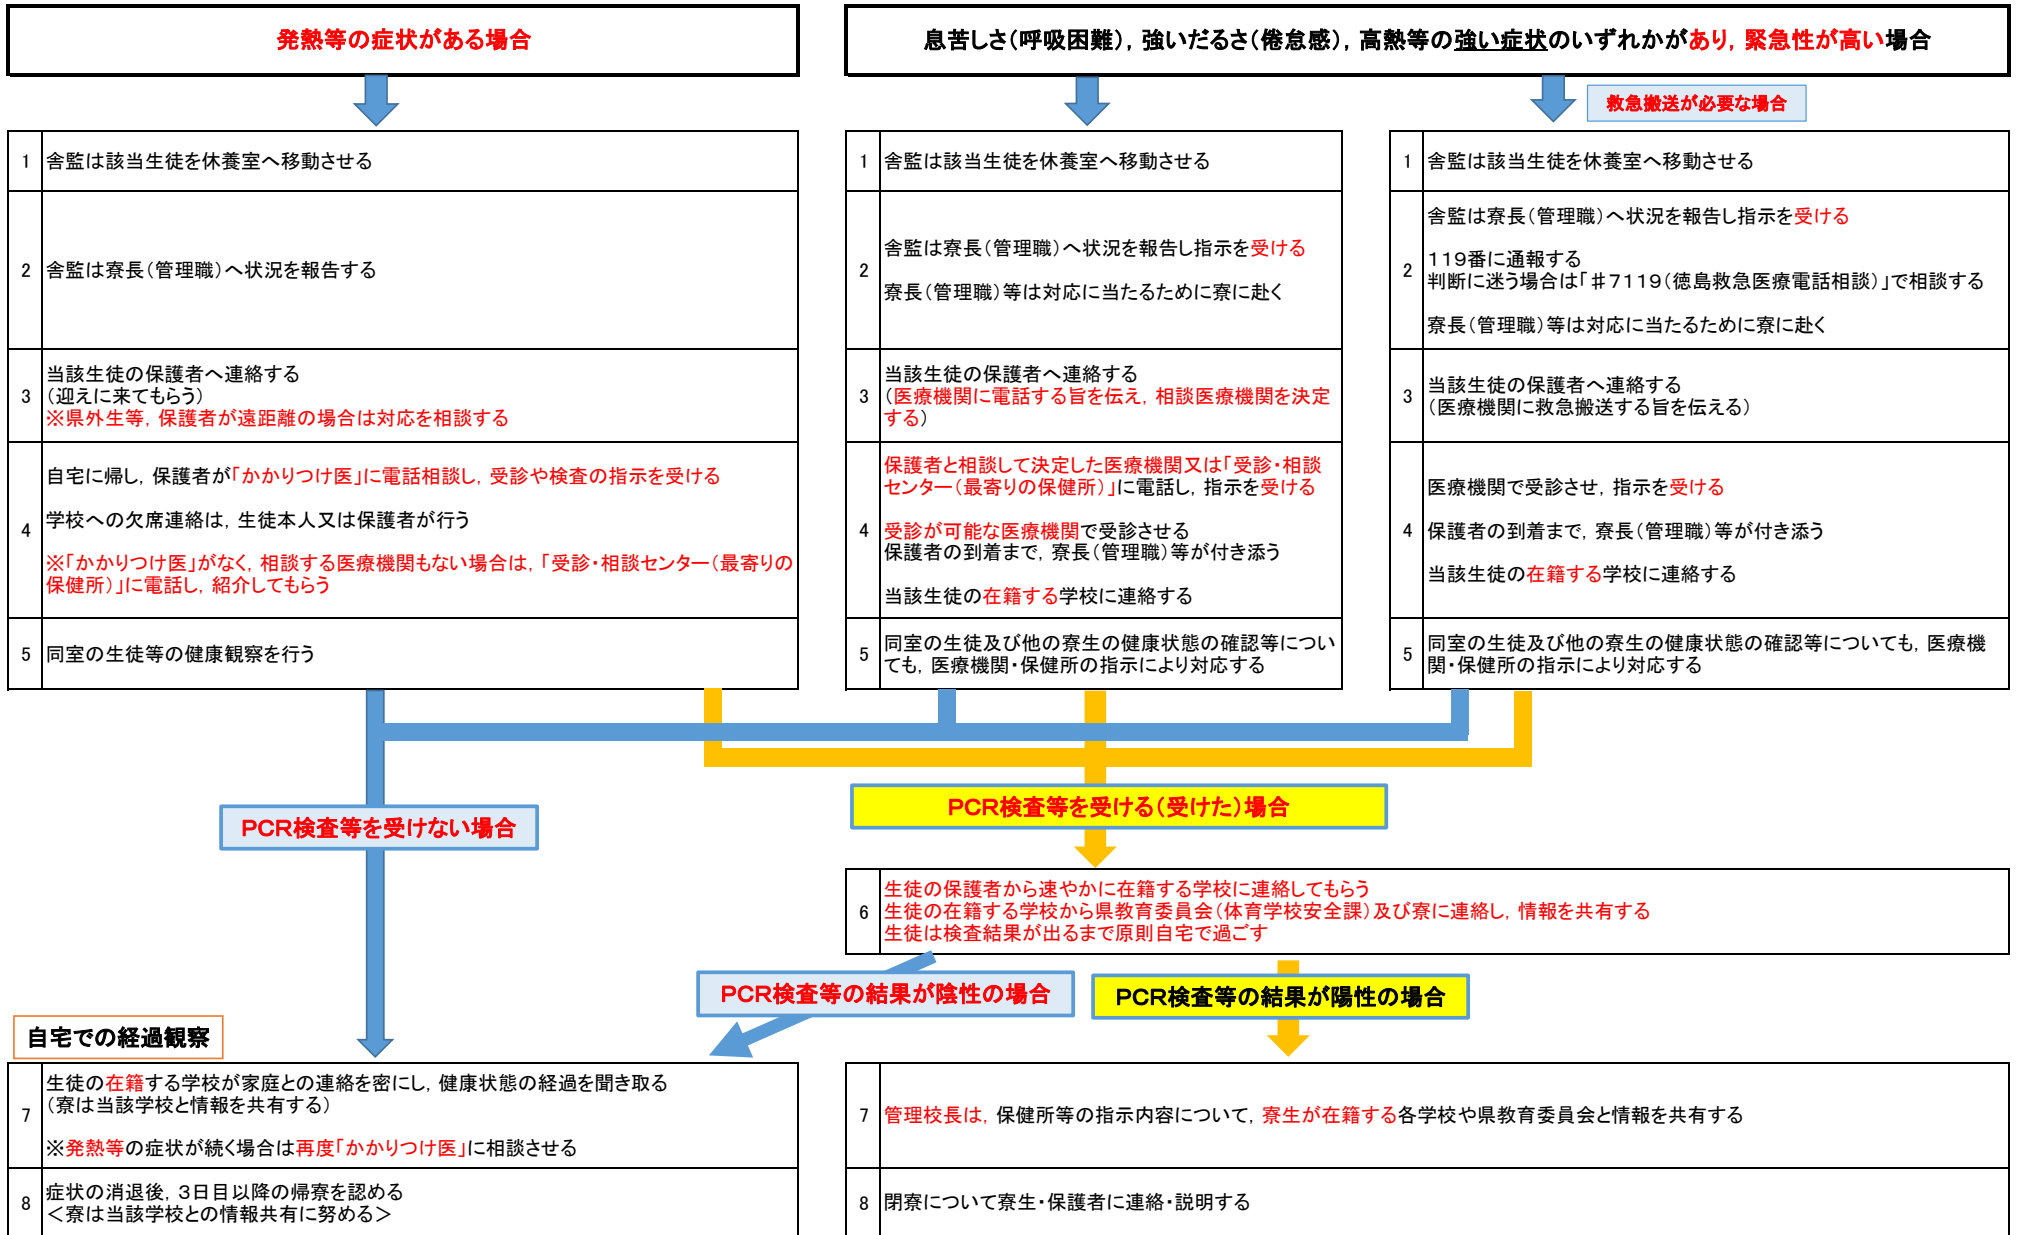 発熱等の症状がある場合
息苦しさ（呼吸困難），強いだるさ（倦怠感），高熱等の強い症状のいずれかがあり，緊急性が高い場合
救急搬送が必要な場合
1 舎監は該当生徒を休養室へ移動させる
2 舎監は寮長（管理職）へ状況を報告する
3 当該生徒の保護者へ連絡する
（迎えに来てもらう）
※県外生等，保護者が遠距離の場合は対応を相談する
4 自宅に帰し，保護者が「かかりつけ医」に電話相談し，受診や検査の指示を受ける
学校への欠席連絡は，生徒本人又は保護者が行う
※「かかりつけ医」がなく，相談する医療機関もない場合は，「受診・相談センター（最寄りの
保健所）」に電話し，紹介してもらう
5 同室の生徒等の健康観察を行う
1 舎監は該当生徒を休養室へ移動させる
2 舎監は寮長（管理職）へ状況を報告し指示を受ける
寮長（管理職）等は対応に当たるために寮に赴く
3 当該生徒の保護者へ連絡する
（医療機関に電話する旨を伝え，相談医療機関を決定
する）
4 保護者と相談して決定した医療機関又は「受診・相談
センター（最寄りの保健所）」に電話し，指示を受ける
受診が可能な医療機関で受診させる
保護者の到着まで，寮長（管理職）等が付き添う
当該生徒の在籍する学校に連絡する
5 同室の生徒及び他の寮生の健康状態の確認等につい
ても，医療機関・保健所の指示により対応する
1 舎監は該当生徒を休養室へ移動させる
2 舎監は寮長（管理職）へ状況を報告し指示を受ける
１１９番に通報する
判断に迷う場合は「＃７１１９（徳島救急医療電話相談）」で相談する
寮長（管理職）等は対応に当たるために寮に赴く
3 当該生徒の保護者へ連絡する
（医療機関に救急搬送する旨を伝える）
4 医療機関で受診させ，指示を受ける
保護者の到着まで，寮長（管理職）等が付き添う
当該生徒の在籍する学校に連絡する
5 同室の生徒及び他の寮生の健康状態の確認等についても，医療機
関・保健所の指示により対応する
ＰＣＲ検査等を受けない場合
ＰＣＲ検査等を受ける（受けた）場合
6 生徒の保護者から速やかに在籍する学校に連絡してもらう
生徒の在籍する学校から県教育委員会（体育学校安全課）及び寮に連絡し，情報を共有する
生徒は検査結果が出るまで原則自宅で過ごす
ＰＣＲ検査等の結果が陰性の場合
ＰＣＲ検査等の結果が陽性の場合
自宅での経過観察
7 生徒の在籍する学校が家庭との連絡を密にし，健康状態の経過を聞き取る
（寮は当該学校と情報を共有する）
※発熱等の症状が続く場合は再度「かかりつけ医」に相談させる
8 症状の消退後，３日目以降の帰寮を認める
＜寮は当該学校との情報共有に努める＞
7 管理校長は，保健所等の指示内容について，寮生が在籍する各学校や県教育委員会と情報を共有する
8 閉寮について寮生・保護者に連絡・説明する